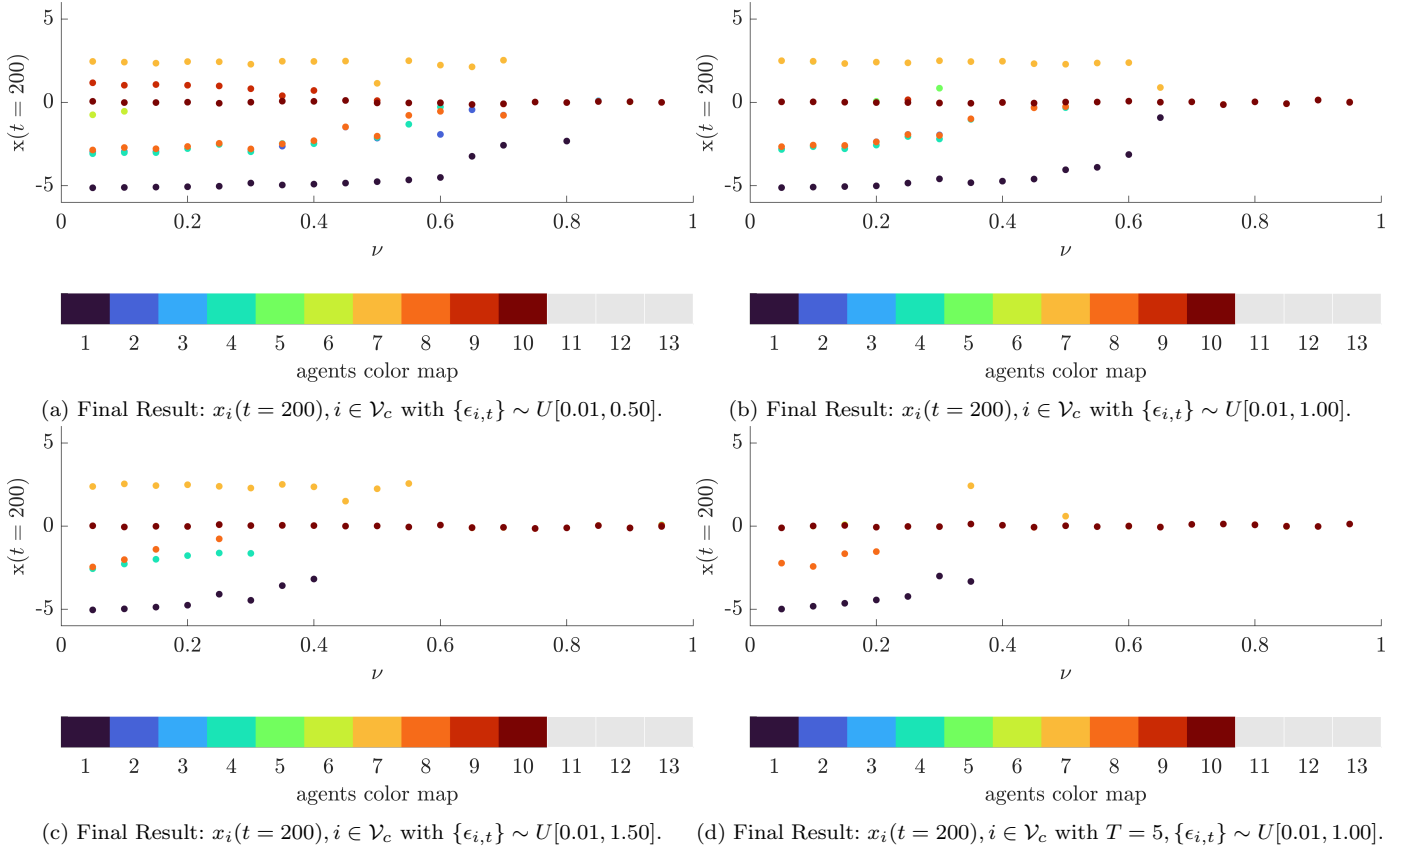 5
0
-5
x(t = 200)
0 0.2 0.4 0.6 0.8 1
ν
1 2 3 4 5 6 7 8 9 10 11 12 13
agents color map
(a) Final Result: x_i(t = 200), i ∈ 𝒱_c with {ϵ_{i,t}} ∼ U[0.01, 0.50].
5
0
-5
x(t = 200)
0 0.2 0.4 0.6 0.8 1
ν
1 2 3 4 5 6 7 8 9 10 11 12 13
agents color map
(b) Final Result: x_i(t = 200), i ∈ 𝒱_c with {ϵ_{i,t}} ∼ U[0.01, 1.00].
5
0
-5
x(t = 200)
0 0.2 0.4 0.6 0.8 1
ν
1 2 3 4 5 6 7 8 9 10 11 12 13
agents color map
(c) Final Result: x_i(t = 200), i ∈ 𝒱_c with {ϵ_{i,t}} ∼ U[0.01, 1.50].
5
0
-5
x(t = 200)
0 0.2 0.4 0.6 0.8 1
ν
1 2 3 4 5 6 7 8 9 10 11 12 13
agents color map
(d) Final Result: x_i(t = 200), i ∈ 𝒱_c with T = 5, {ϵ_{i,t}} ∼ U[0.01, 1.00].